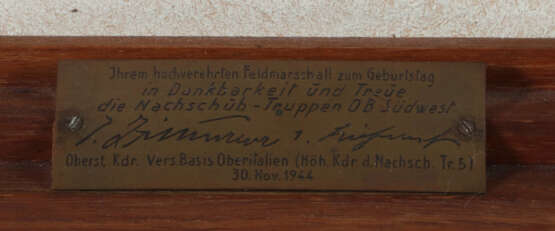 Ihrem hochverehrten Feldmarschall zum Geburtstag
in Dankbarkeit und Treue
die Nachschub-Truppen OB Südwest
Oberst. Kdr. Vers. Basis Oberitalien (Höh. Kdr. d. Nachsch. Tr. 5)
30. Nov. 1944